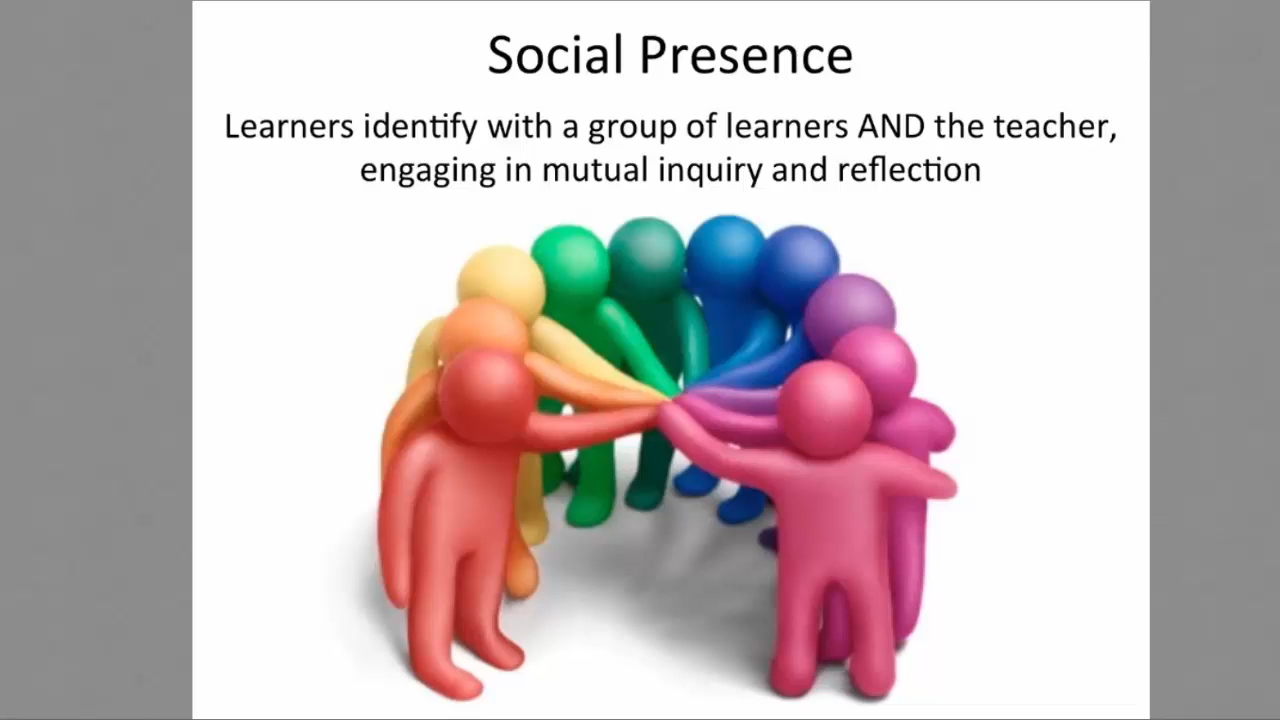 Social Presence
Learners identify with a group of learners AND the teacher,
engaging in mutual inquiry and reflection